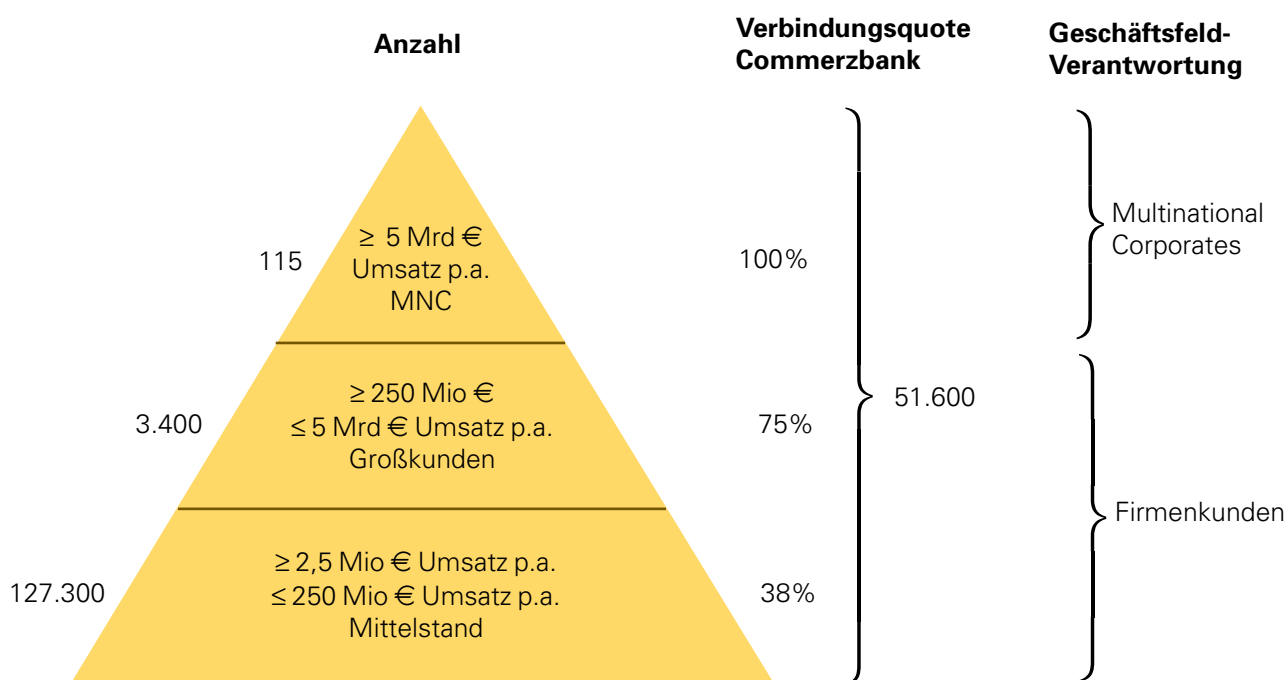 Anzahl
Verbindungsquote
Commerzbank
Geschäftsfeld-
Verantwortung
115
≥ 5 Mrd €
Umsatz p.a.
MNC
100%
Multinational
Corporates
3.400
≥ 250 Mio €
≤ 5 Mrd € Umsatz p.a.
Großkunden
75%
51.600
Firmenkunden
127.300
≥ 2,5 Mio € Umsatz p.a.
≤ 250 Mio € Umsatz p.a.
Mittelstand
38%